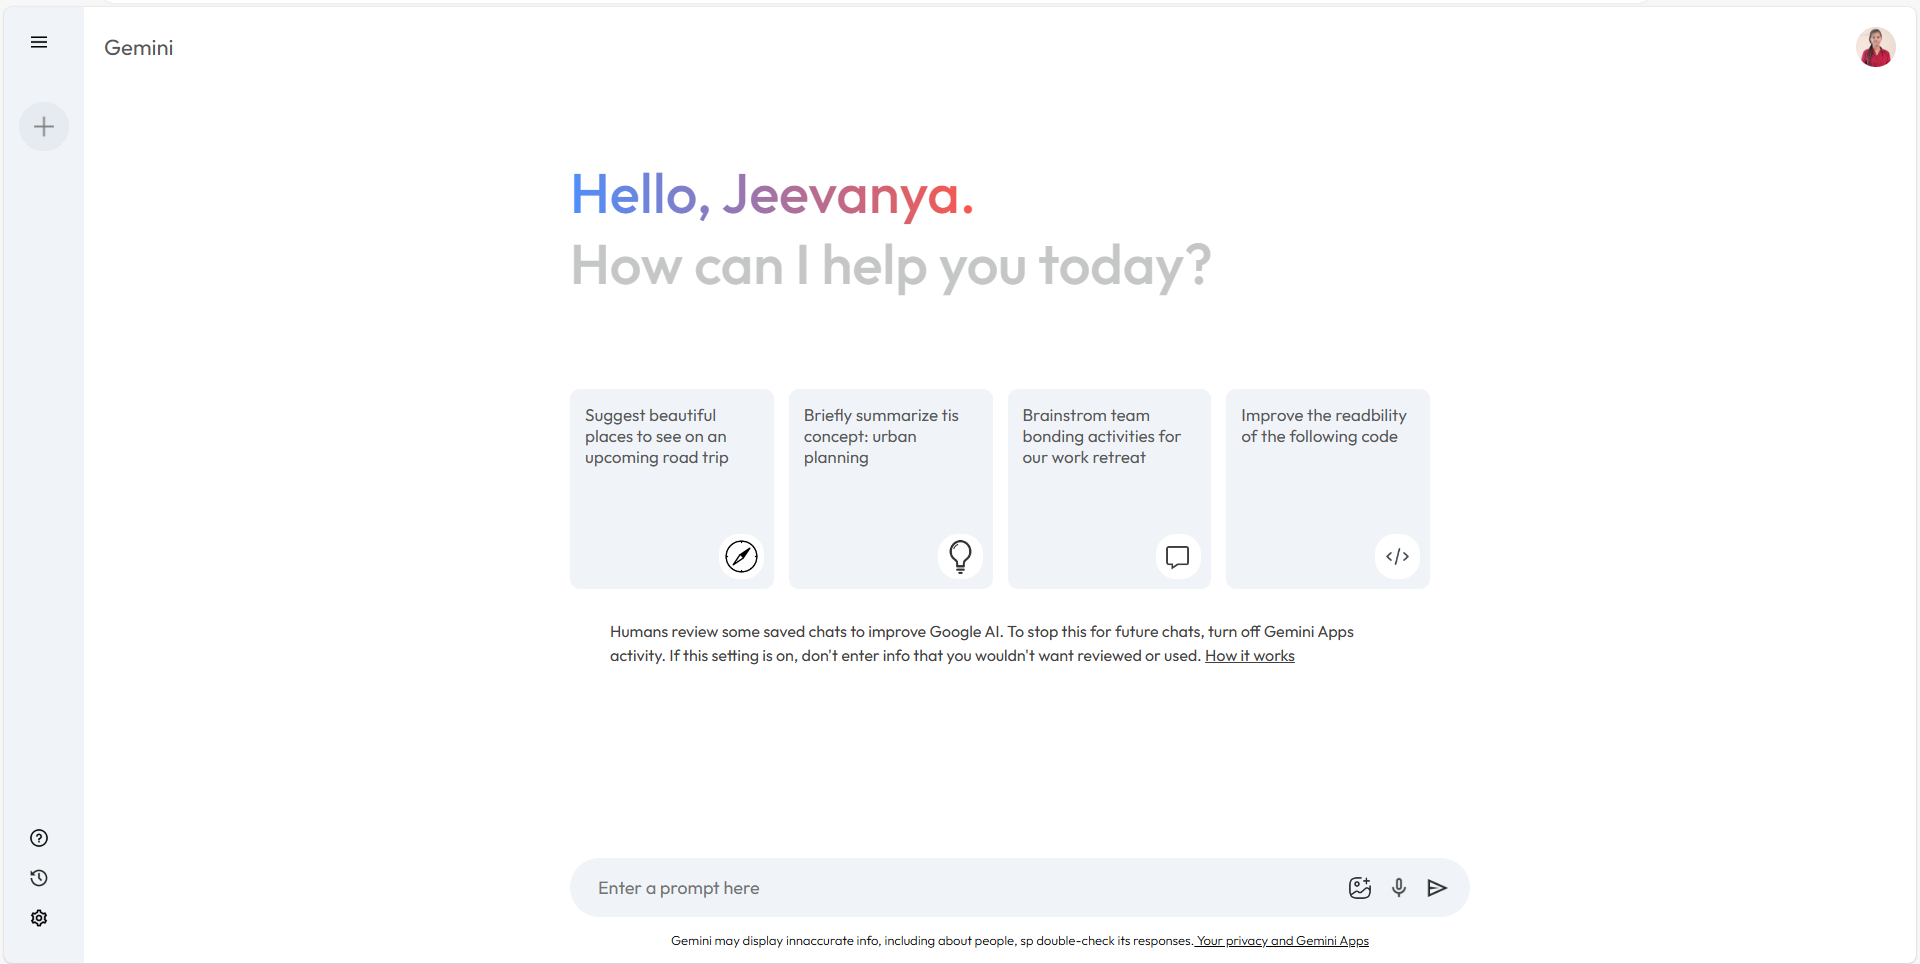 Gemini
Hello, Jeevanya.
How can I help you today?
Suggest beautiful
places to see on an
upcoming road trip
Briefly summarize tis
concept: urban
planning
Brainstrom team
bonding activities for
our work retreat
Improve the readbility
of the following code
Humans review some saved chats to improve Google AI. To stop this for future chats, turn off Gemini Apps
activity. If this setting is on, don't enter info that you wouldn't want reviewed or used. How it works
Enter a prompt here
Gemini may display innaccurate info, including about people, sp double-check its responses. Your privacy and Gemini Apps